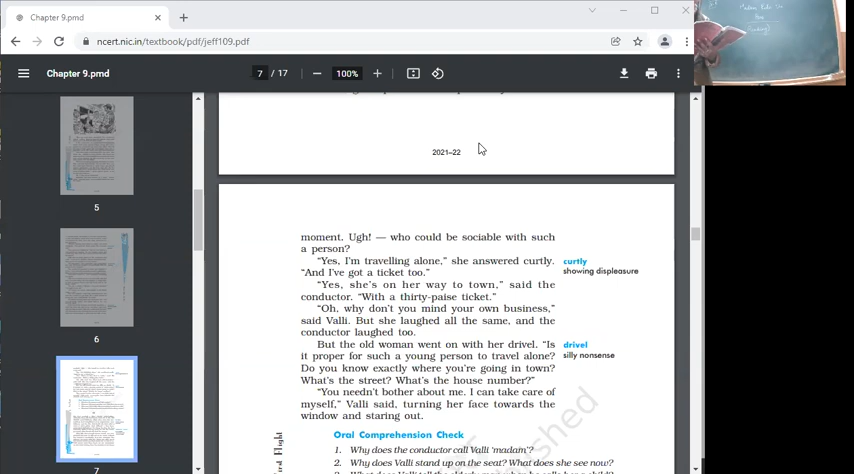 Chapter 9.pmd
ncert.nic.in/textbook/pdf/jeff109.pdf
Chapter 9.pmd
7 / 17
100%
5
6
7
2021–22
moment. Ugh! — who could be sociable with such
a person?
“Yes, I’m travelling alone,” she answered curtly.
“And I’ve got a ticket too.”
“Yes, she’s on her way to town,” said the
conductor. “With a thirty-paise ticket.”
“Oh, why don’t you mind your own business,”
said Valli. But she laughed all the same, and the
conductor laughed too.
But the old woman went on with her drivel. “Is
it proper for such a young person to travel alone?
Do you know exactly where you’re going in town?
What’s the street? What’s the house number?”
“You needn’t bother about me. I can take care of
myself,” Valli said, turning her face towards the
window and staring out.
curtly
showing displeasure
drivel
silly nonsense
Oral Comprehension Check
1. Why does the conductor call Valli ‘madam’?
2. Why does Valli stand up on the seat? What does she see now?
Madam Rides the
Bus